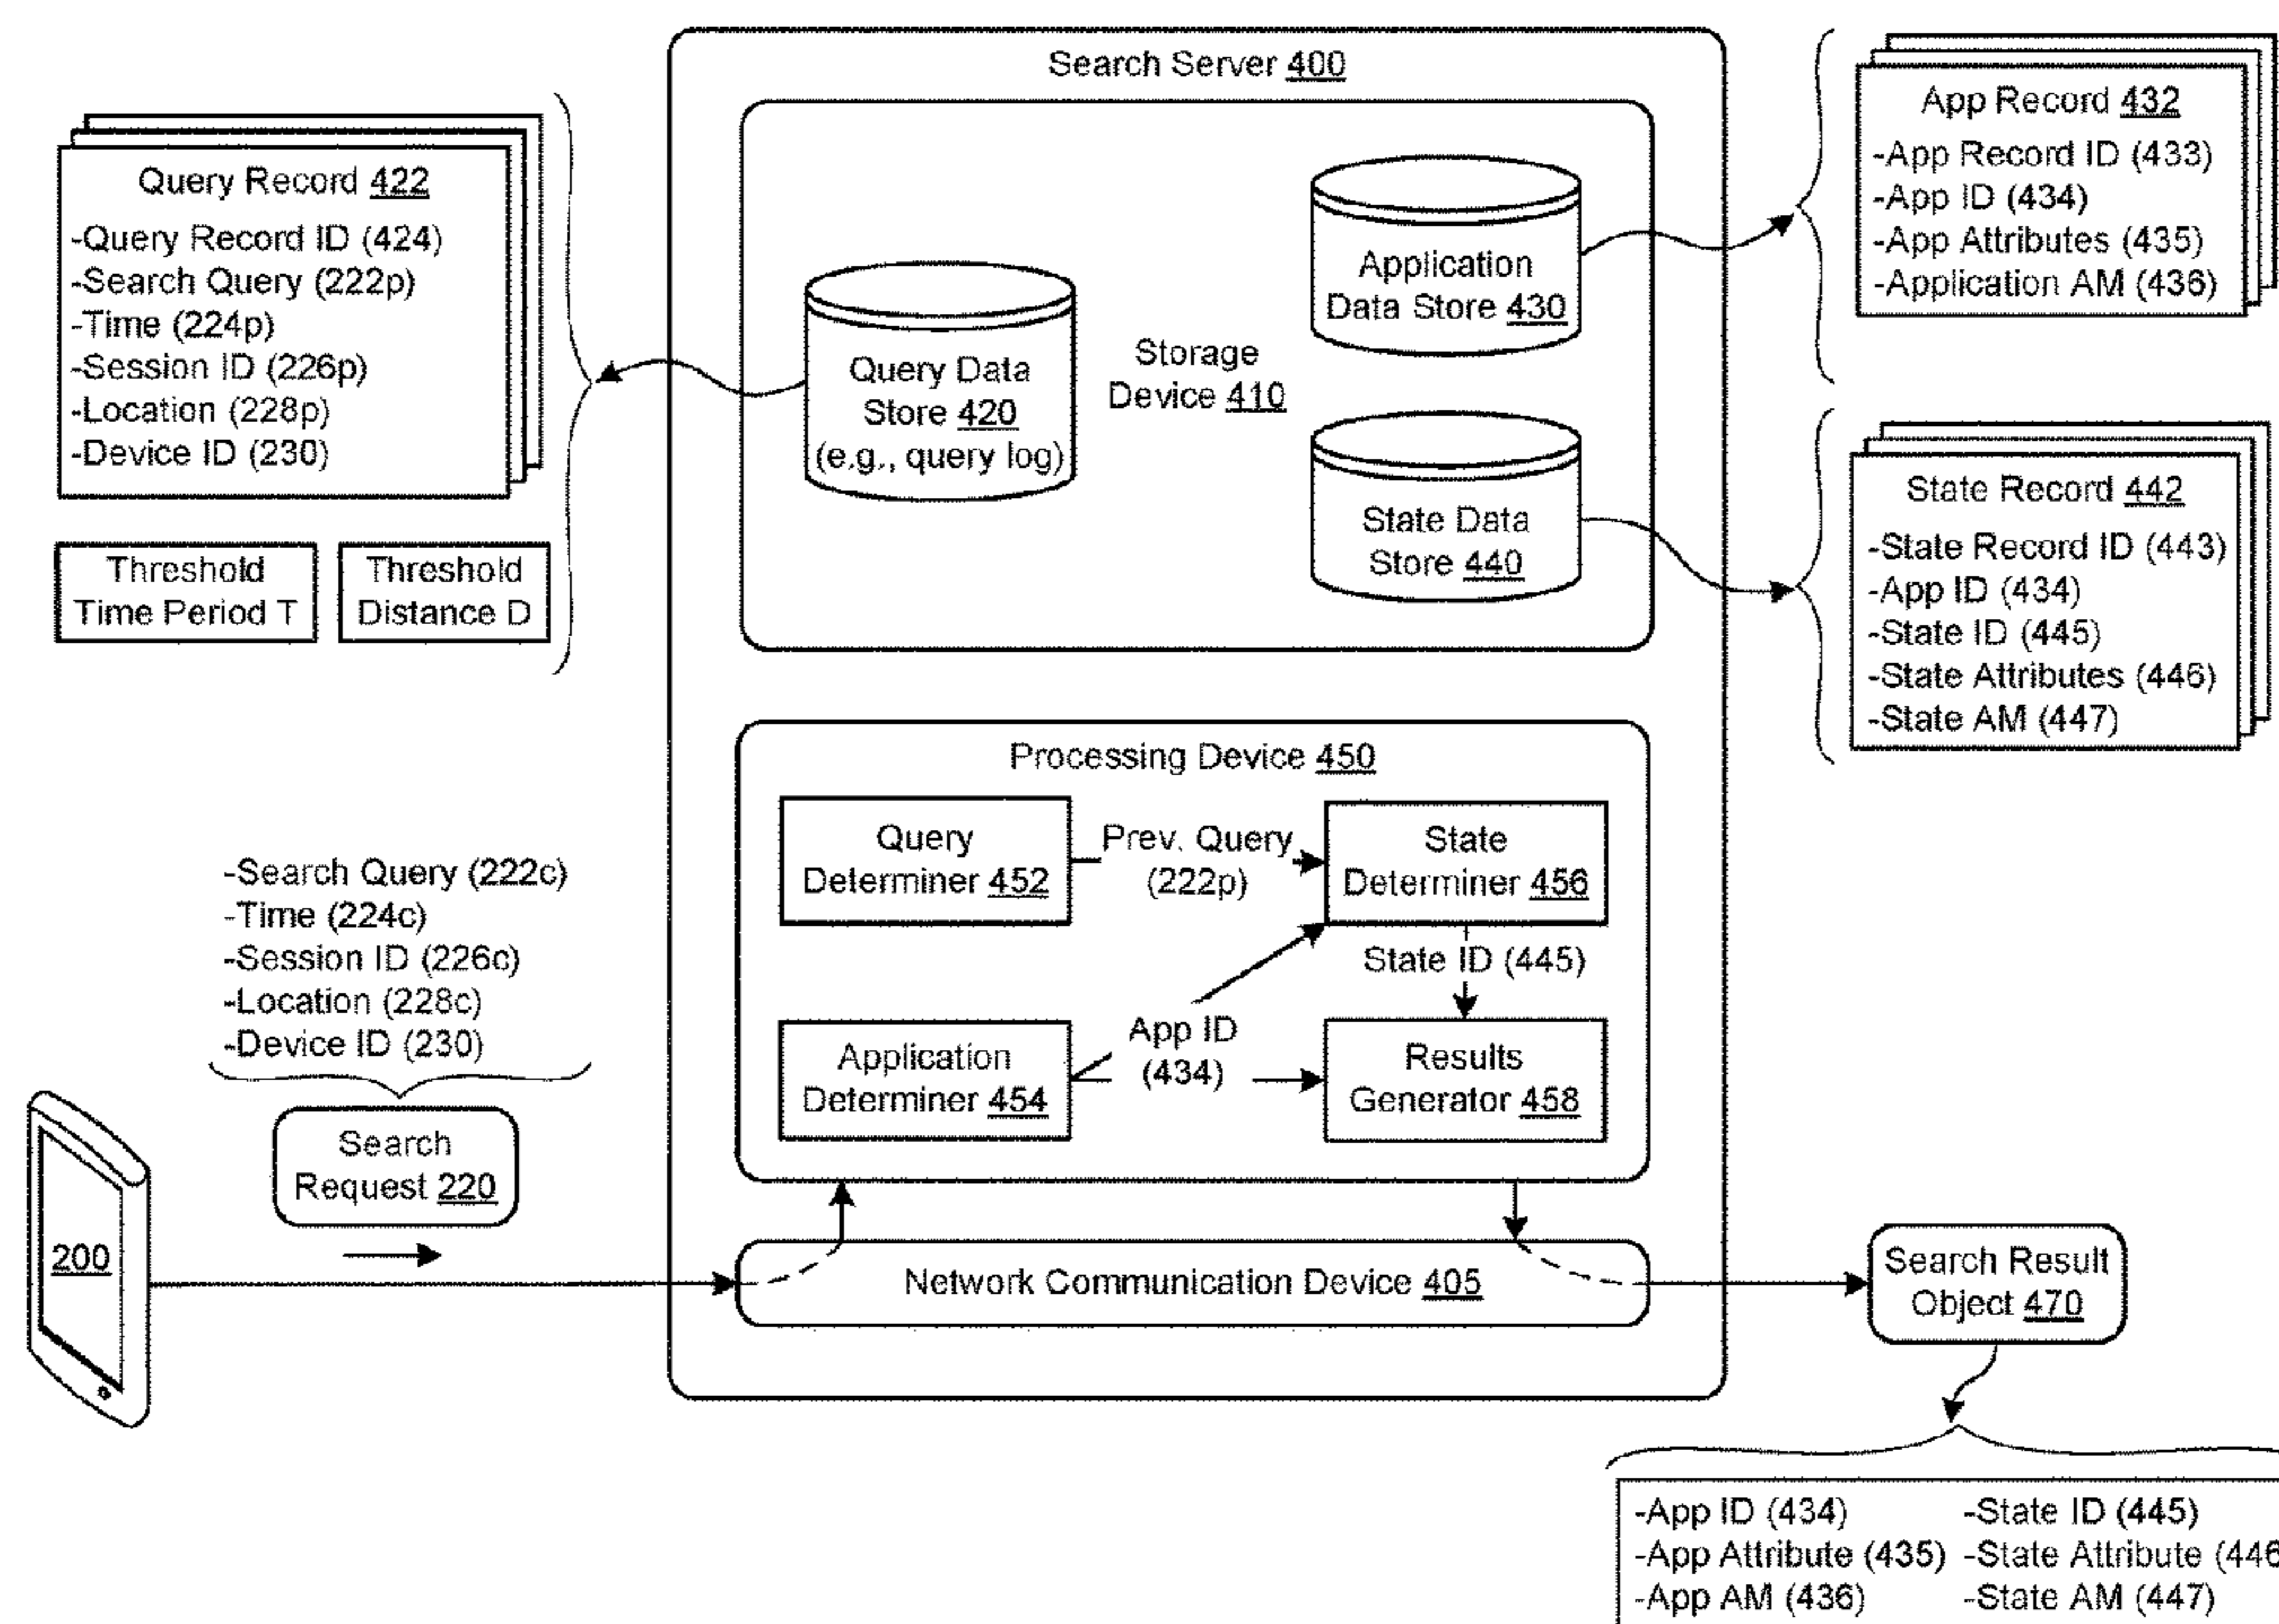 Search Server 400
Query Record 422
-Query Record ID (424)
-Search Query (222p)
-Time (224p)
-Session ID (226p)
-Location (228p)
-Device ID (230)
Threshold
Time Period T
Threshold
Distance D
Query Data
Store 420
(e.g., query log)
Storage
Device 410
Application
Data Store 430
State Data
Store 440
App Record 432
-App Record ID (433)
-App ID (434)
-App Attributes (435)
-Application AM (436)
State Record 442
-State Record ID (443)
-App ID (434)
-State ID (445)
-State Attributes (446)
-State AM (447)
Processing Device 450
Query
Determiner 452
Prev. Query
(222p)
State
Determiner 456
State ID (445)
Application
Determiner 454
App ID
(434)
Results
Generator 458
-Search Query (222c)
-Time (224c)
-Session ID (226c)
-Location (228c)
-Device ID (230)
Search
Request 220
200
Network Communication Device 405
Search Result
Object 470
-App ID (434)
-App Attribute (435)
-App AM (436)
-State ID (445)
-State Attribute (446
-State AM (447)